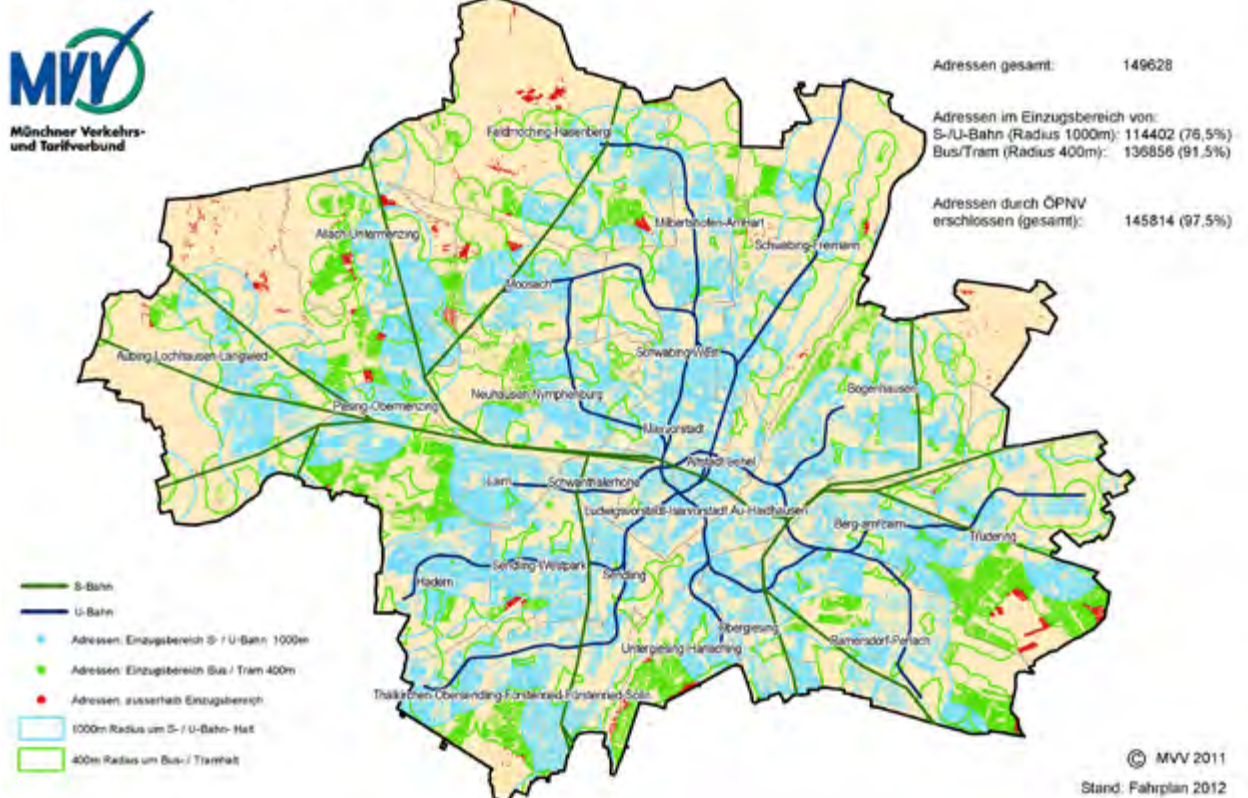 MVV
Münchner Verkehrs-
und Tarifverbund
Adressen gesamt: 149628
Adressen im Einzugsbereich von:
S-/U-Bahn (Radius 1000m): 114402 (76,5%)
Bus/Tram (Radius 400m): 136856 (91,5%)
Adressen durch ÖPNV
erschlossen (gesamt): 145814 (97,5%)
Feldmoching-Hasenbergl
Allach-Untermenzing
Milbertshofen-AmHart
Schwabing-Freimann
Moosach
Aubing-Lochhausen-Langwied
Schwabing-West
Neuhausen-Nymphenburg
Bogenhausen
Pasing-Obermenzing
Maxvorstadt
Altstadt-Lehel
Laim
Schwanthalerhöhe
Ludwigsvorstadt-Isarvorstadt
Au-Haidhausen
Berg-am-Laim
Trudering
Hadern
Sendling-Westpark
Sendling
Obergiesing
Untergiesing-Harlaching
Ramersdorf-Perlach
Thalkirchen-Obersendling-Forstenried-Fürstenried-Solln
S-Bahn
U-Bahn
Adressen: Einzugsbereich S- / U-Bahn 1000m
Adressen: Einzugsbereich Bus / Tram 400m
Adressen: ausserhalb Einzugsbereich
1000m Radius um S- / U-Bahn- Halt
400m Radius um Bus- / Tramhalt
© MVV 2011
Stand: Fahrplan 2012